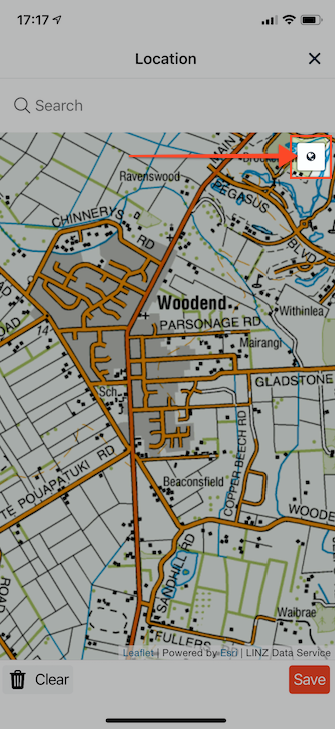 17:17
Location
Search
MAIN
Ravenswood
PEGASUS
BLVD
CHINNERYS
RD
Woodend
Withinlea
PARSONAGE RD
OAD
14
Mairangi
GLADSTONE
Sch
COPPER BEECH RD
TE POUAPATUKI RD
Beaconsfield
WOODE
SANDHILL RD
ROAD
Waibrae
FULLERS
Leaflet | Powered by Esri | LINZ Data Service
Clear
Save